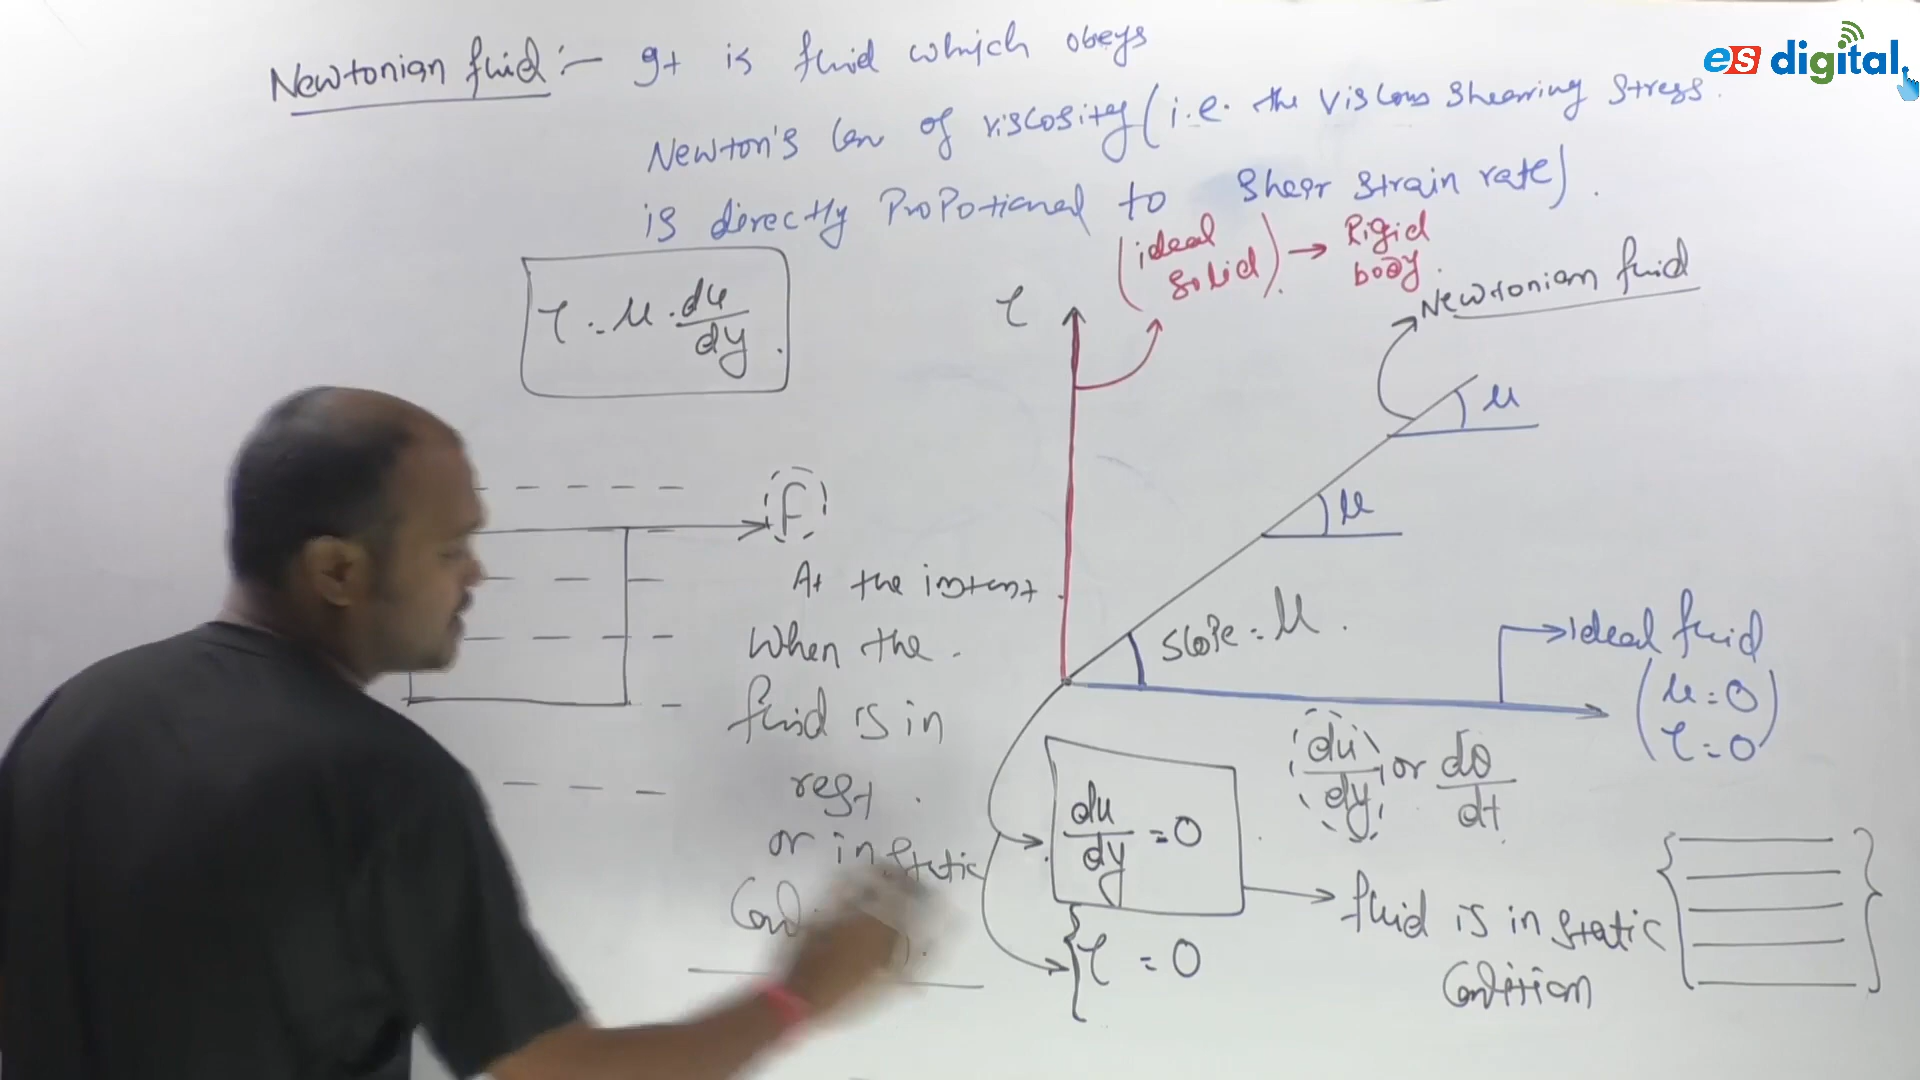 es digital
Newtonian fluid :- It is fluid which obeys
Newton's law of viscosity (i.e. the viscous shearing stress.
is directly Propotional to shear strain rate).
(ideal solid) → Rigid body.
τ = μ · du/dy .
τ
Newtonian fluid
μ
F
μ
At the instant
When the .
fluid is in
rest .
or in static
slope = μ .
ideal fluid
(μ = 0
τ = 0)
du/dy or dθ/dt
du/dy = 0
τ = 0
fluid is in static
Condition